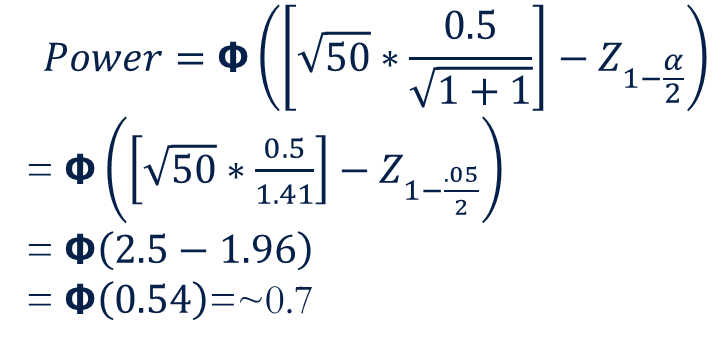 Power = Φ([√50 * 0.5/√(1 + 1)] − Z_{1−α/2})
= Φ([√50 * 0.5/1.41] − Z_{1−.05/2})
= Φ(2.5 − 1.96)
= Φ(0.54)=~0.7